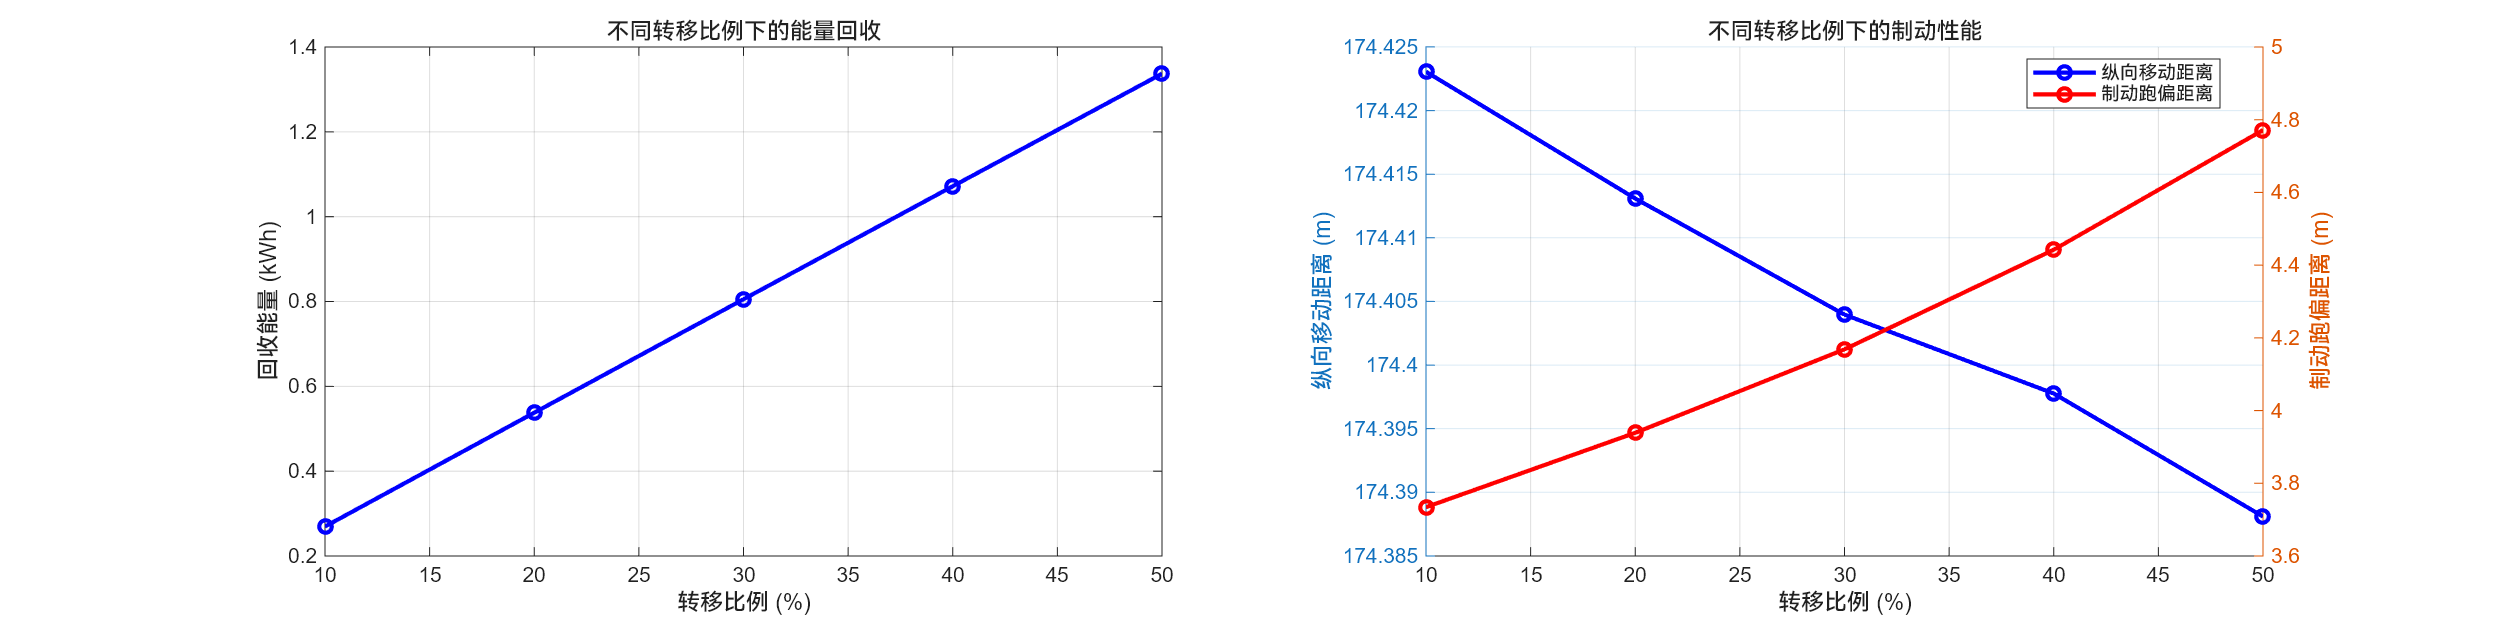 不同转移比例下的能量回收
1.4
1.2
1
0.8
0.6
0.4
0.2
回收能量 (kWh)
10 15 20 25 30 35 40 45 50
转移比例 (%)
不同转移比例下的制动性能
174.425
174.42
174.415
174.41
174.405
174.4
174.395
174.39
174.385
纵向移动距离 (m)
纵向移动距离
制动跑偏距离
5
4.8
4.6
4.4
4.2
4
3.8
3.6
制动跑偏距离 (m)
10 15 20 25 30 35 40 45 50
转移比例 (%)